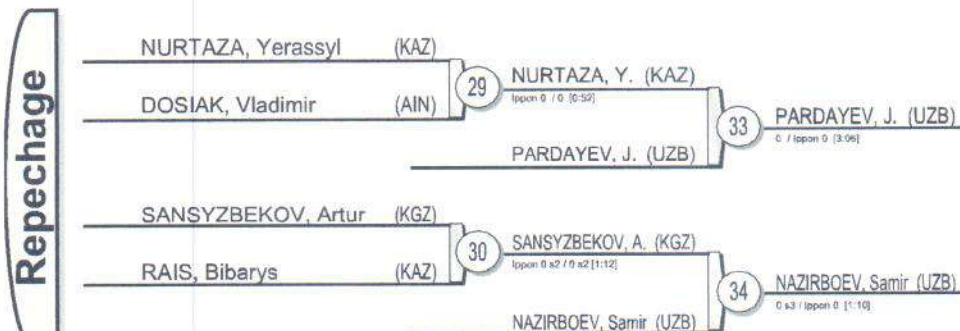 Repechage
NURTAZA, Yerassyl (KAZ)
DOSIAK, Vladimir (AIN)
29
NURTAZA, Y. (KAZ)
Ippon 0 / 0 [0:52]
PARDAYEV, J. (UZB)
33
PARDAYEV, J. (UZB)
0 / Ippon 0 [3:06]
SANSYZBEKOV, Artur (KGZ)
RAIS, Bibarys (KAZ)
30
SANSYZBEKOV, A. (KGZ)
Ippon 0 s2 / 0 s2 [1:12]
NAZIRBOEV, Samir (UZB)
34
NAZIRBOEV, Samir (UZB)
0 s3 / Ippon 0 [1:10]